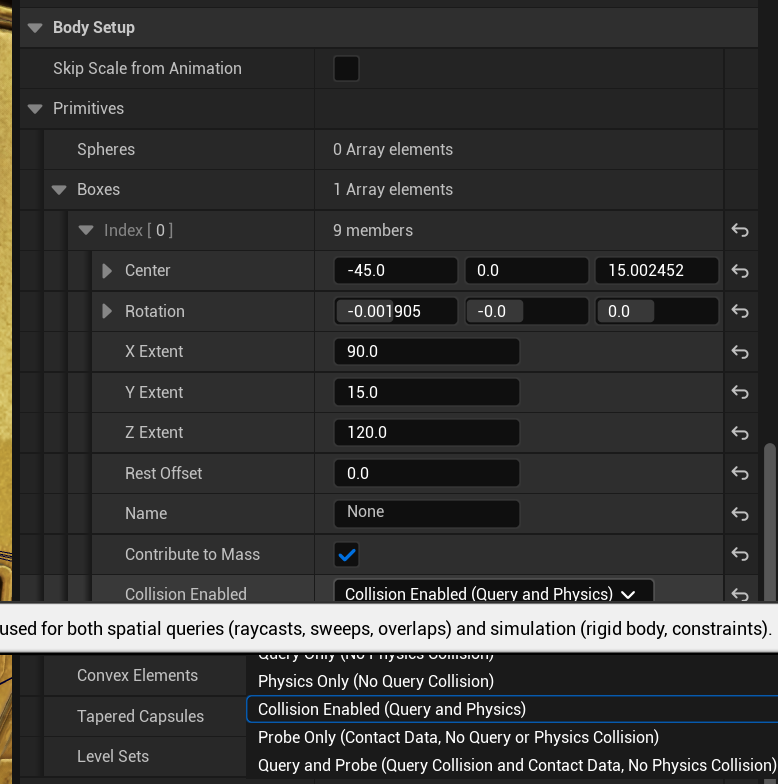 Body Setup
Skip Scale from Animation
Primitives
Spheres 0 Array elements
Boxes 1 Array elements
Index [ 0 ] 9 members
Center -45.0 0.0 15.002452
Rotation -0.001905 -0.0 0.0
X Extent 90.0
Y Extent 15.0
Z Extent 120.0
Rest Offset 0.0
Name None
Contribute to Mass
Collision Enabled Collision Enabled (Query and Physics)
used for both spatial queries (raycasts, sweeps, overlaps) and simulation (rigid body, constraints).
Query Only (No Physics Collision)
Convex Elements Physics Only (No Query Collision)
Collision Enabled (Query and Physics)
Tapered Capsules
Probe Only (Contact Data, No Query or Physics Collision)
Level Sets
Query and Probe (Query Collision and Contact Data, No Physics Collision)